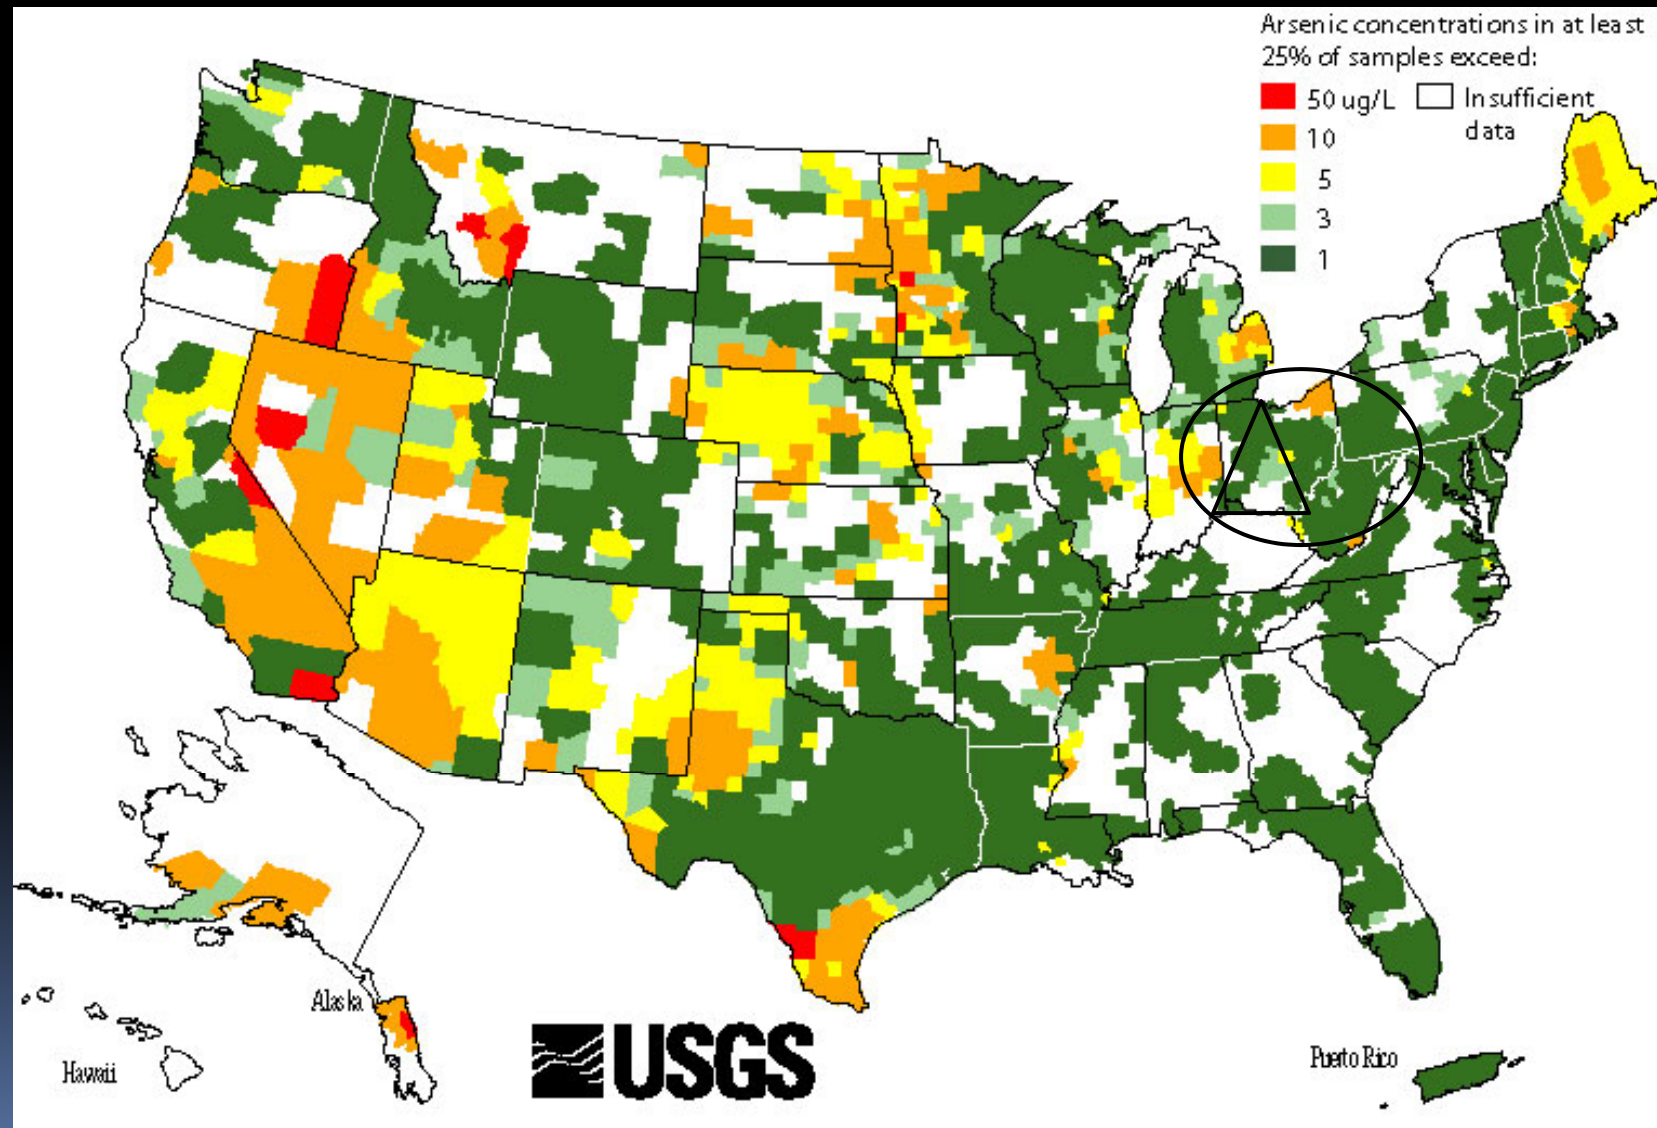 Arsenic concentrations in at least
25% of samples exceed:
50 ug/L
Insufficient
data
10
5
3
1
Alaska
Hawaii
USGS
Puerto Rico